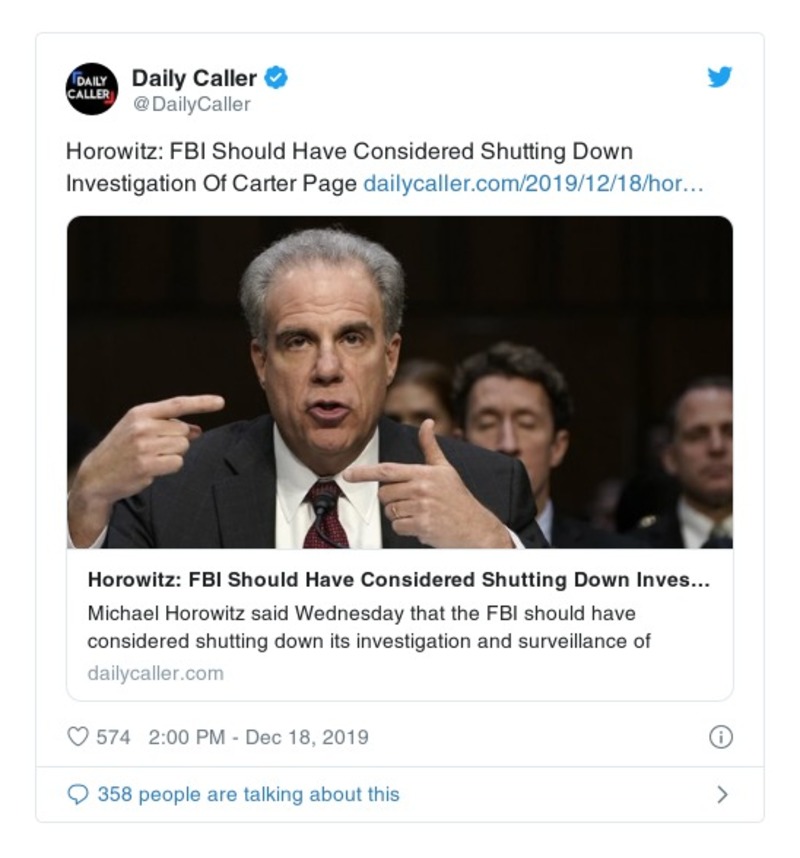 DAILY
CALLER
Daily Caller
@DailyCaller
Horowitz: FBI Should Have Considered Shutting Down
Investigation Of Carter Page dailycaller.com/2019/12/18/hor…
Horowitz: FBI Should Have Considered Shutting Down Inves…
Michael Horowitz said Wednesday that the FBI should have
considered shutting down its investigation and surveillance of
dailycaller.com
574 2:00 PM - Dec 18, 2019
358 people are talking about this